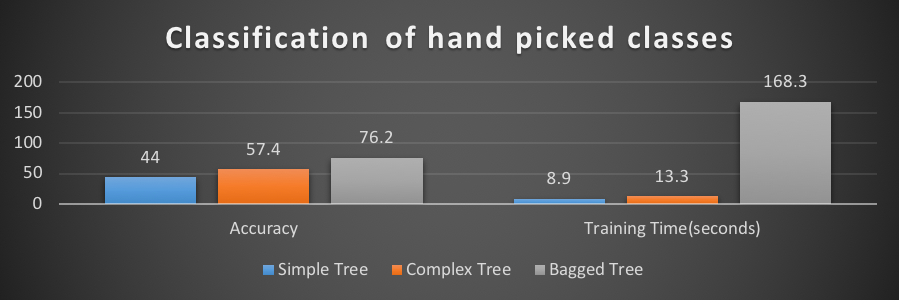 Classification of hand picked classes
200
150
100
50
0
44
57.4
76.2
8.9
13.3
168.3
Accuracy
Training Time(seconds)
Simple Tree
Complex Tree
Bagged Tree